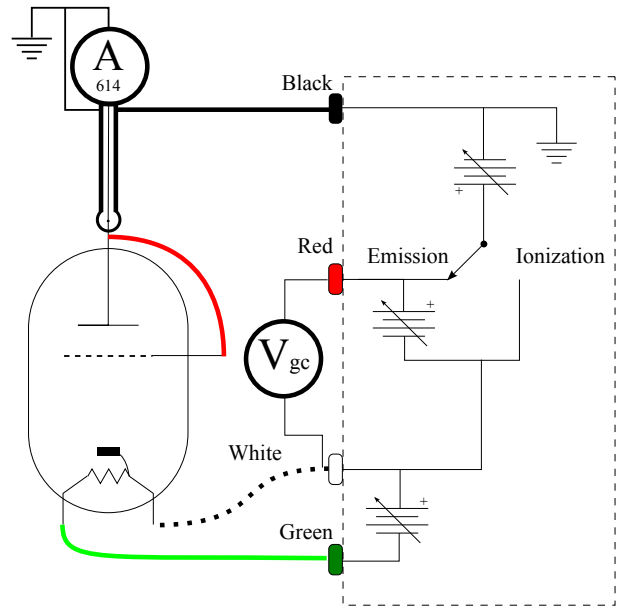 A
614
Black
Red
Emission
Ionization
+
+
V gc
White
+
Green